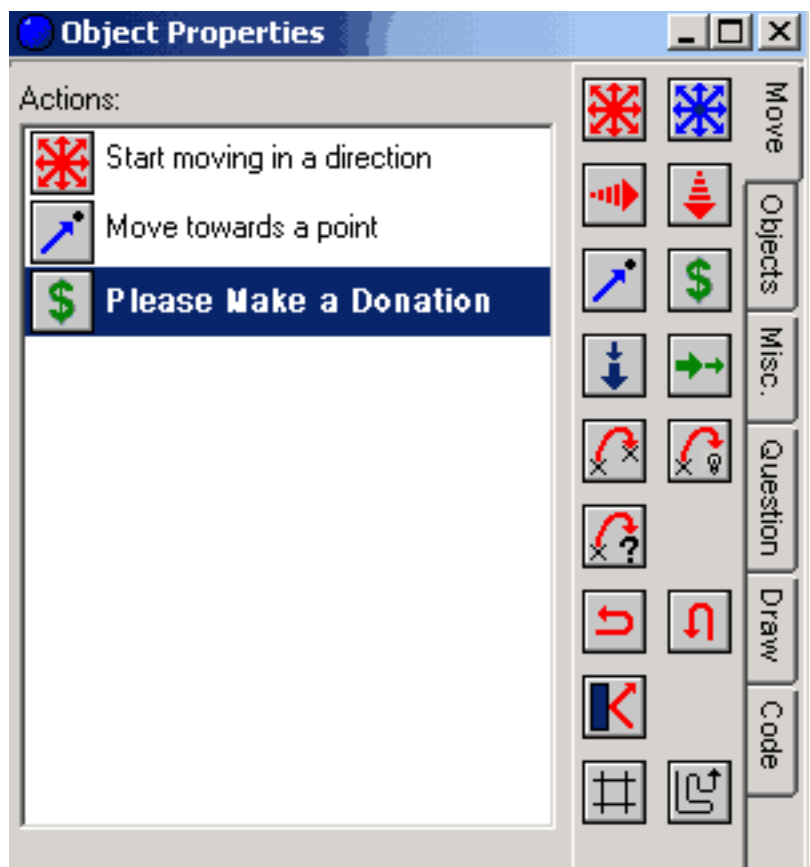 Object Properties
Actions:
Start moving in a direction
Move towards a point
Please Make a Donation
Move
Objects
Misc.
Question
Draw
Code